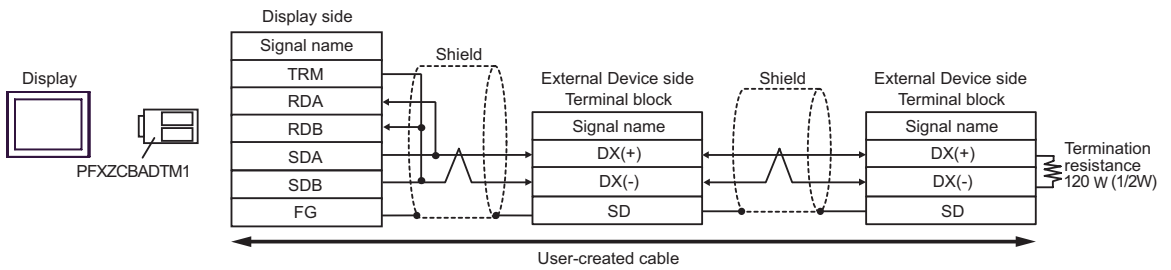 Display side
Signal name
TRM
RDA
RDB
SDA
SDB
FG
Display
PFXZCBADTM1
Shield
External Device side
Terminal block
Signal name
DX(+)
DX(-)
SD
Shield
External Device side
Terminal block
Signal name
DX(+)
DX(-)
SD
Termination
resistance
120 W (1/2W)
User-created cable